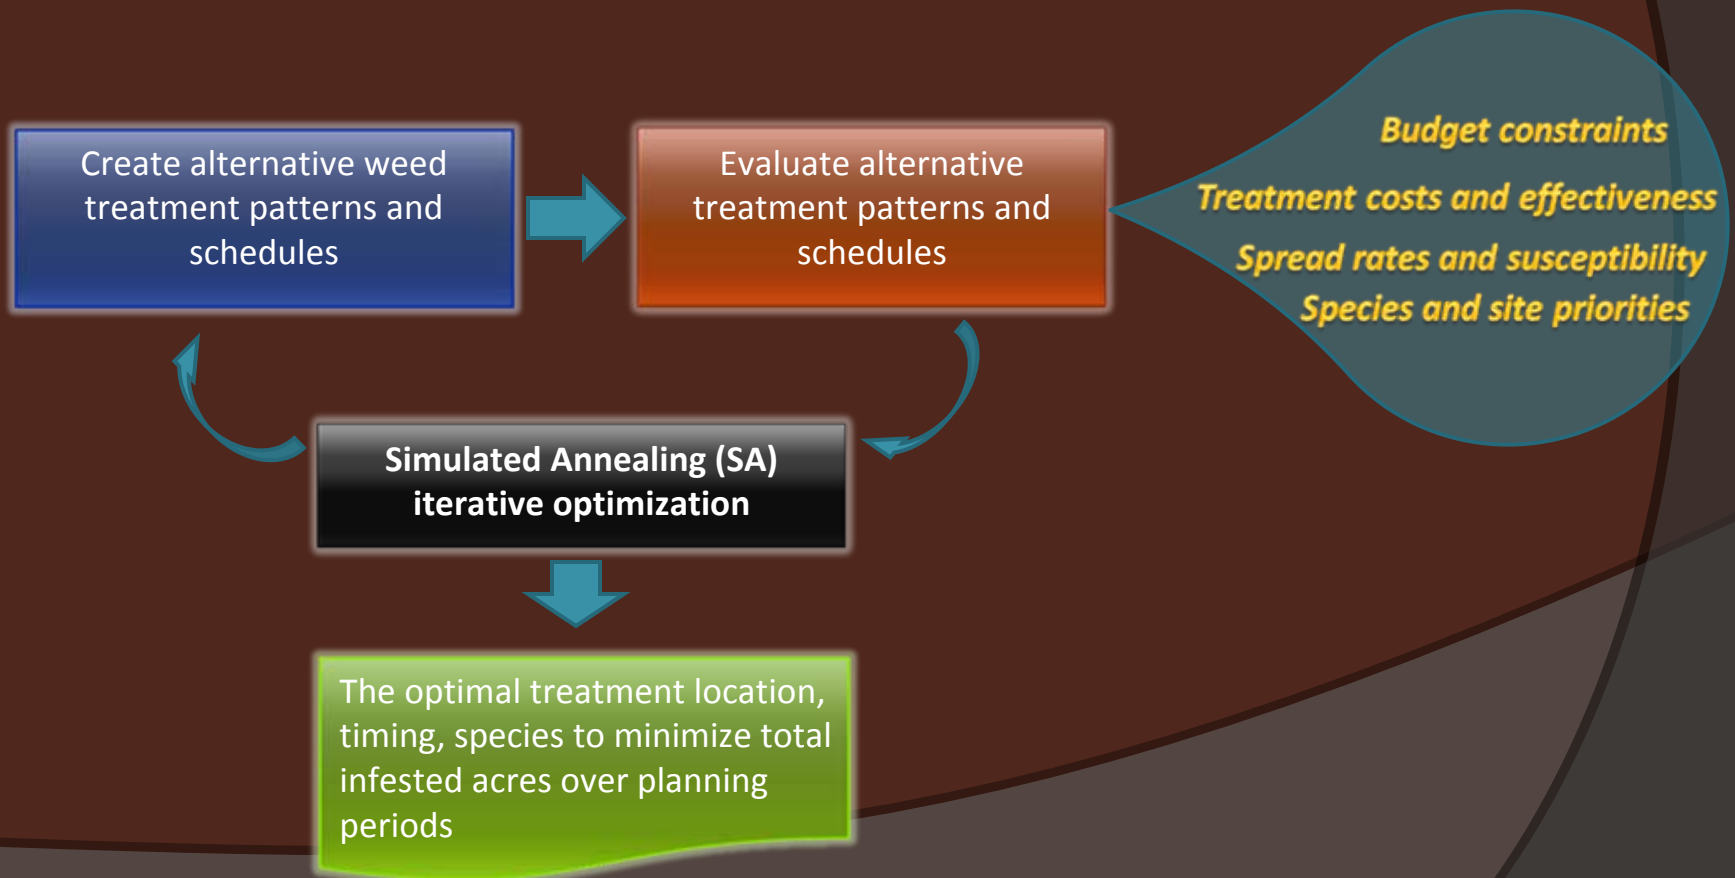 Create alternative weed
treatment patterns and
schedules
Evaluate alternative
treatment patterns and
schedules
Budget constraints
Treatment costs and effectiveness
Spread rates and susceptibility
Species and site priorities
Simulated Annealing (SA)
iterative optimization
The optimal treatment location,
timing, species to minimize total
infested acres over planning
periods